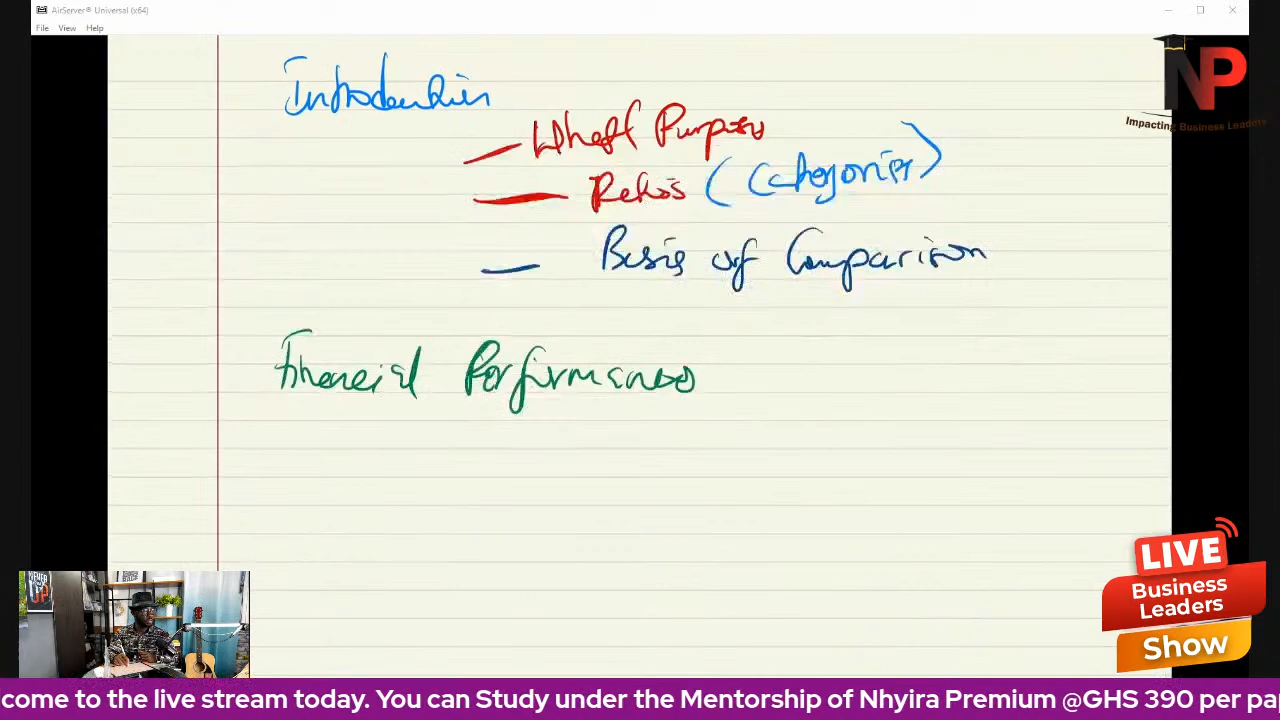 AirServer® Universal (x64)
File View Help
NP
Impacting Business Leaders
Introduction
What Purpose
Ratios (Categories)
Basis of Comparison
Financial Performance
LIVE
Business
Leaders
Show
come to the live stream today. You can Study under the Mentorship of Nhyira Premium @GHS 390 per pap